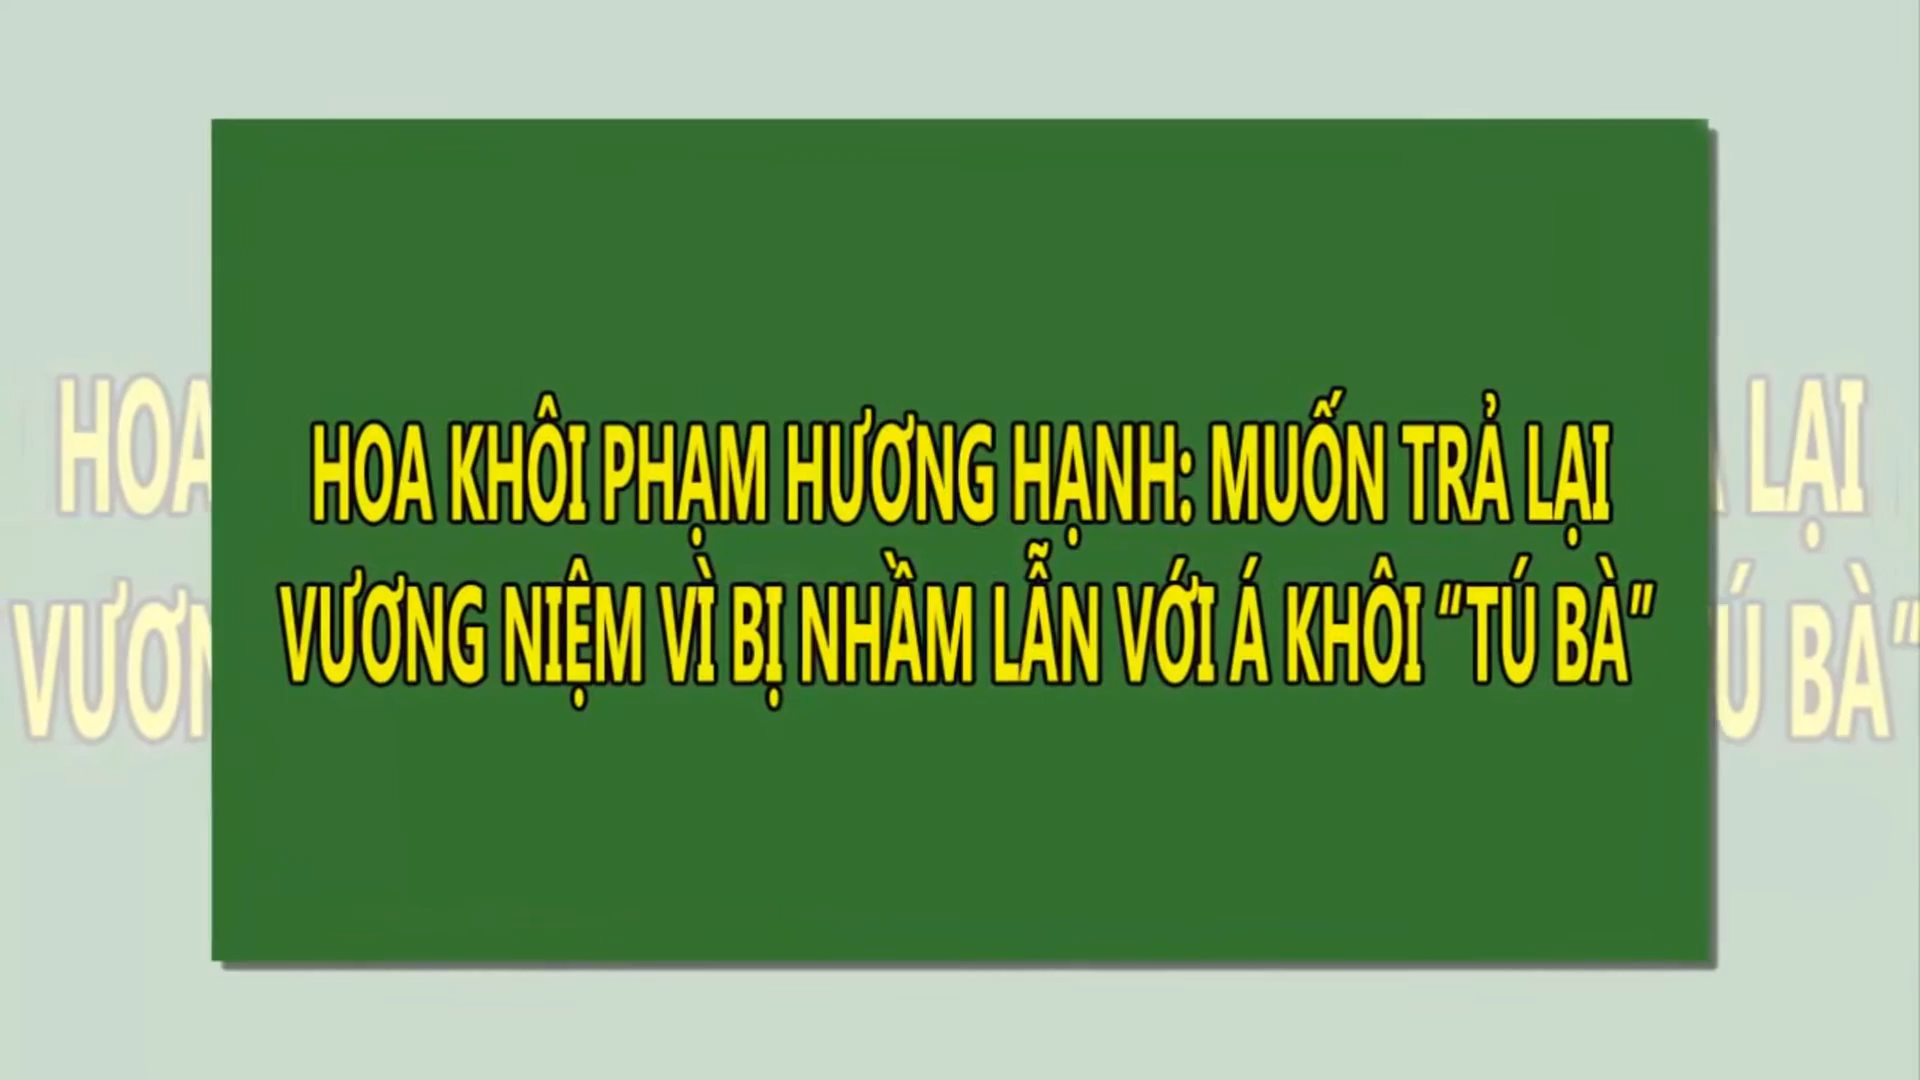 HOA KHÔI PHẠM HƯƠNG HẠNH: MUỐN TRẢ LẠI
VƯƠNG NIỆM VÌ BỊ NHẦM LẪN VỚI Á KHÔI “TÚ BÀ”